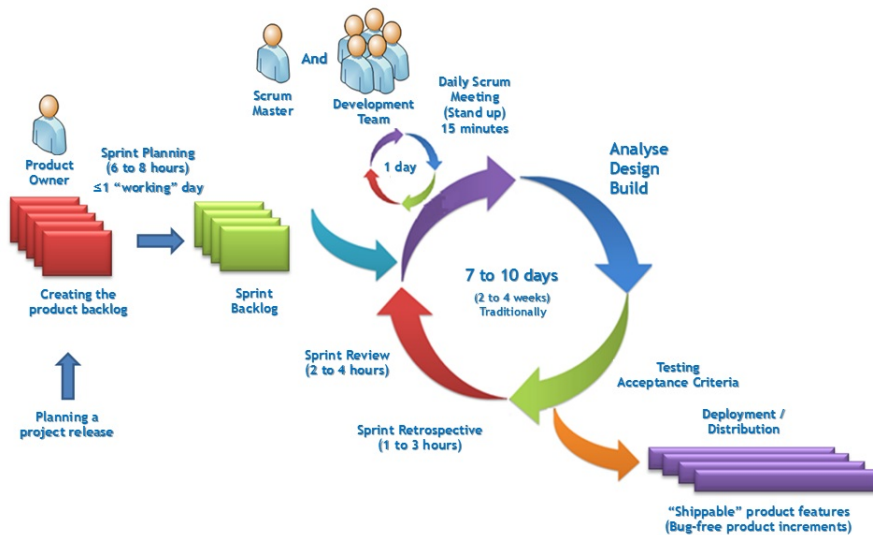 And
Scrum
Master
Development
Team
Daily Scrum
Meeting
(Stand up)
15 minutes
Product
Owner
Sprint Planning
(6 to 8 hours)
≤1 “working” day
1 day
Analyse
Design
Build
Creating the
product backlog
Sprint
Backlog
7 to 10 days
(2 to 4 weeks)
Traditionally
Planning a
project release
Sprint Review
(2 to 4 hours)
Sprint Retrospective
(1 to 3 hours)
Testing
Acceptance Criteria
Deployment /
Distribution
“Shippable” product features
(Bug-free product increments)